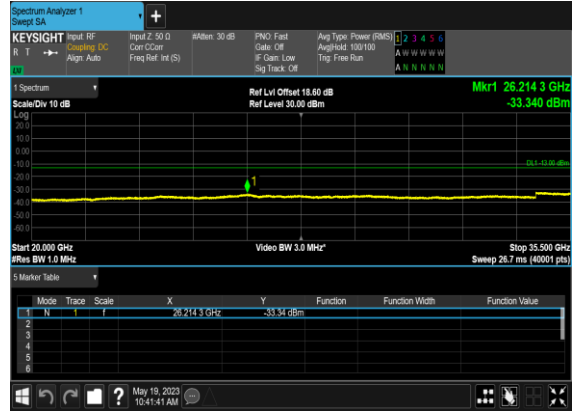 Spectrum Analyzer 1
Swept SA
KEYSIGHT Input: RF Input Z: 50 Ω #Atten: 30 dB PNO: Fast Avg Type: Power (RMS) 1 2 3 4 5 6
R T Coupling: DC Corr CCorr Gate: Off Avg|Hold: 100/100 A W W W W W
Align: Auto Freq Ref: Int (S) IF Gain: Low Trig: Free Run
Sig Track: Off A N N N N N
1 Spectrum Ref Lvl Offset 18.60 dB Mkr1 26.214 3 GHz
Scale/Div 10 dB Ref Level 30.00 dBm -33.340 dBm
Log
20.0
10.0
0.00
-10.0 DL1 -13.00 dBm
-20.0
-30.0 1
-40.0
-50.0
-60.0
Start 20.000 GHz Video BW 3.0 MHz* Stop 35.500 GHz
#Res BW 1.0 MHz Sweep 26.7 ms (40001 pts)
5 Marker Table
Mode Trace Scale X Y Function Function Width Function Value
1 N 1 f 26.214 3 GHz -33.34 dBm
2
3
4
5
6
? May 19, 2023
10:41:41 AM